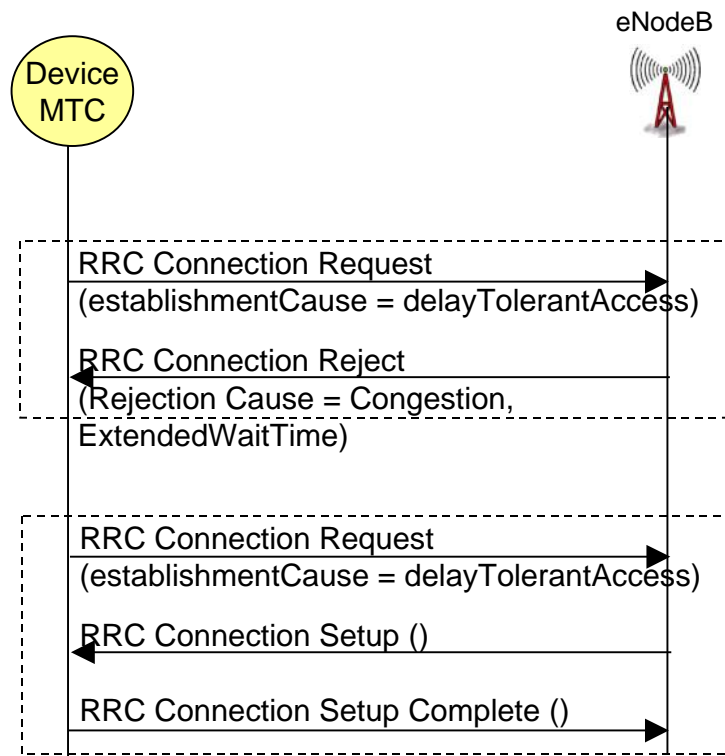 eNodeB
Device
MTC
RRC Connection Request
(establishmentCause = delayTolerantAccess)
RRC Connection Reject
(Rejection Cause = Congestion,
ExtendedWaitTime)
RRC Connection Request
(establishmentCause = delayTolerantAccess)
RRC Connection Setup ()
RRC Connection Setup Complete ()